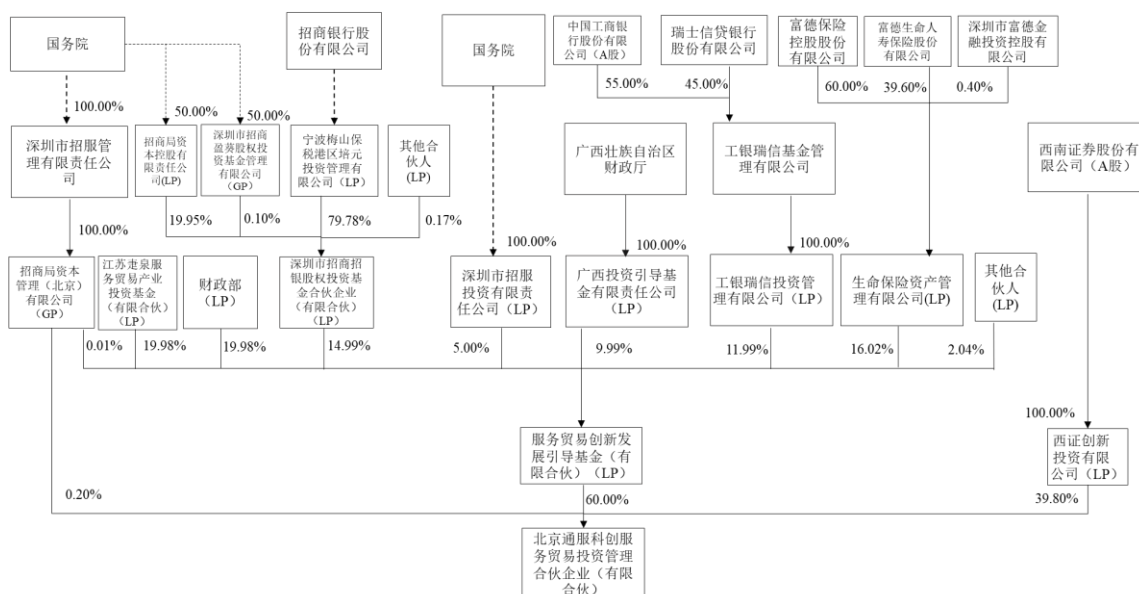 国务院
招商银行
股份有限公司
国务院
中国工商银
行股份有限
公司（A股）
瑞士信贷银行
股份有限公司
富德保险
控股股份
有限公司
富德生命人
寿保险股份
有限公司
深圳市富德金
融投资控股有
限公司
100.00%
50.00%
50.00%
55.00%
45.00%
60.00%
39.60%
0.40%
深圳市招服管
理有限责任公
司
招商局资
本控股有
限责任公
司(LP)
深圳市招商
盈葵股权投
资基金管理
有限公司
（GP）
宁波梅山保
税港区培元
投资管理有
限公司（LP）
其他合
伙人
(LP)
广西壮族自治区
财政厅
工银瑞信基金管
理有限公司
西南证券股份有
限公司（A股）
100.00%
19.95%
0.10%
79.78%
0.17%
100.00%
100.00%
100.00%
招商局资本
管理（北京）
有限公司
（GP）
江苏疌泉服
务贸易产业
投资基金
（有限合伙）
（LP）
财政部
（LP）
深圳市招商招
银股权投资基
金合伙企业
（有限合伙）
（LP）
深圳市招服
投资有限责
任公司（LP）
广西投资引导基
金有限责任公司
（LP）
工银瑞信投资管
理有限公司（LP）
生命保险资产
管理有限公司(LP)
其他合
伙人
(LP)
0.01%
19.98%
19.98%
14.99%
5.00%
9.99%
11.99%
16.02%
2.04%
100.00%
服务贸易创新发
展引导基金（有
限合伙）（LP）
西证创新
投资有限
公司（LP）
0.20%
60.00%
39.80%
北京通服科创服
务贸易投资管理
合伙企业（有限
合伙）